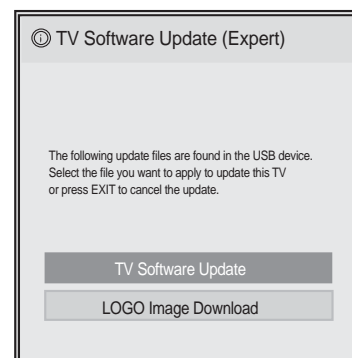 TV Software Update (Expert)
The following update files are found in the USB device.
Select the file you want to apply to update this TV
or press EXIT to cancel the update.
TV Software Update
LOGO Image Download